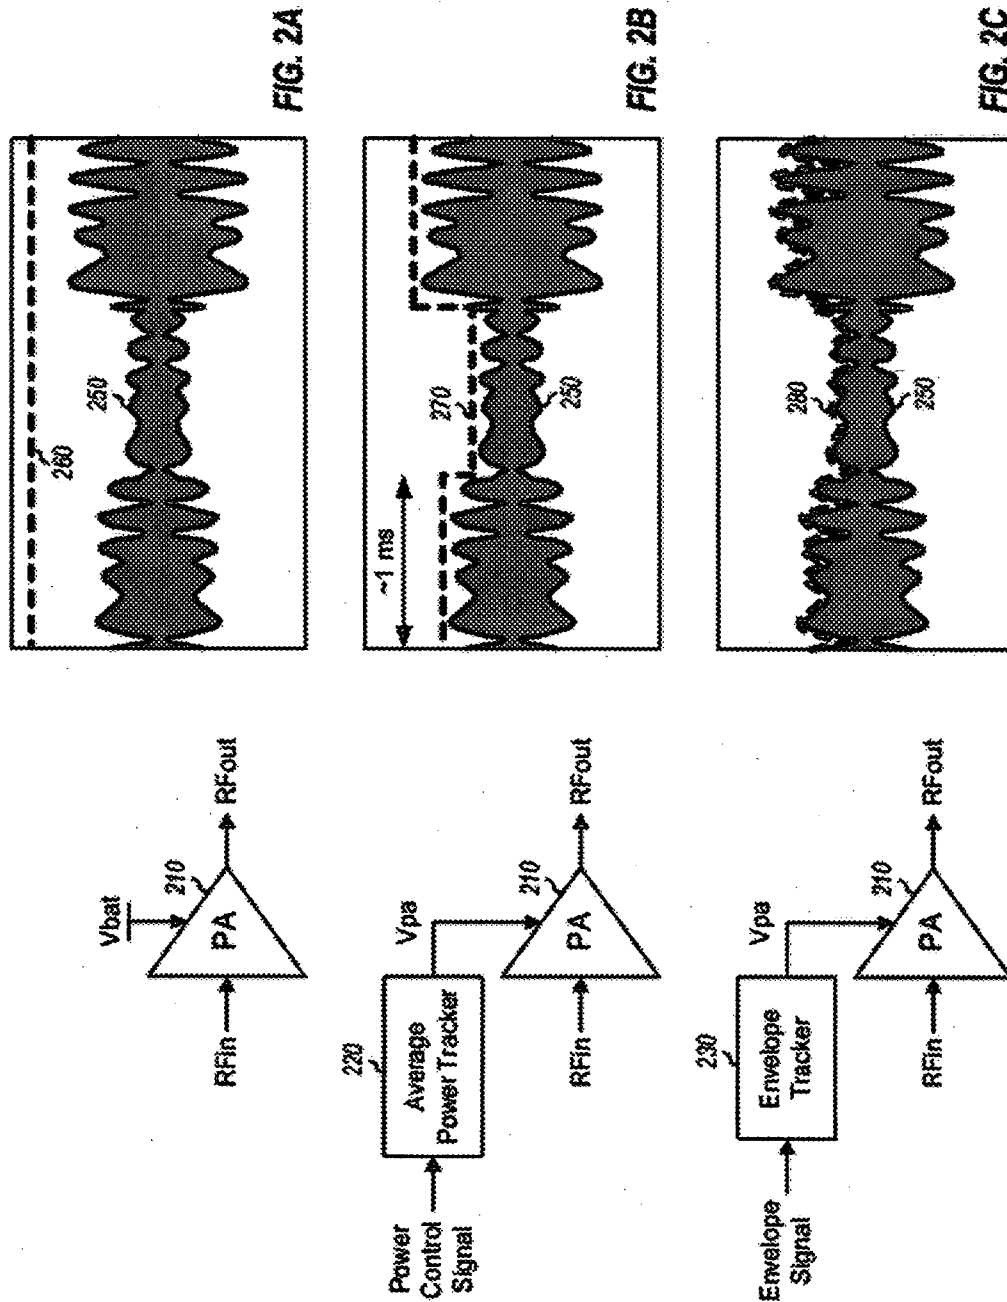 Vbat
210
RFin
PA
RFout
260
250
FIG. 2A
Power
Control
Signal
220
Average
Power Tracker
Vpa
210
RFin
PA
RFout
~1 ms
270
250
FIG. 2B
Envelope
Signal
230
Envelope
Tracker
Vpa
210
RFin
PA
RFout
280
250
FIG. 2C